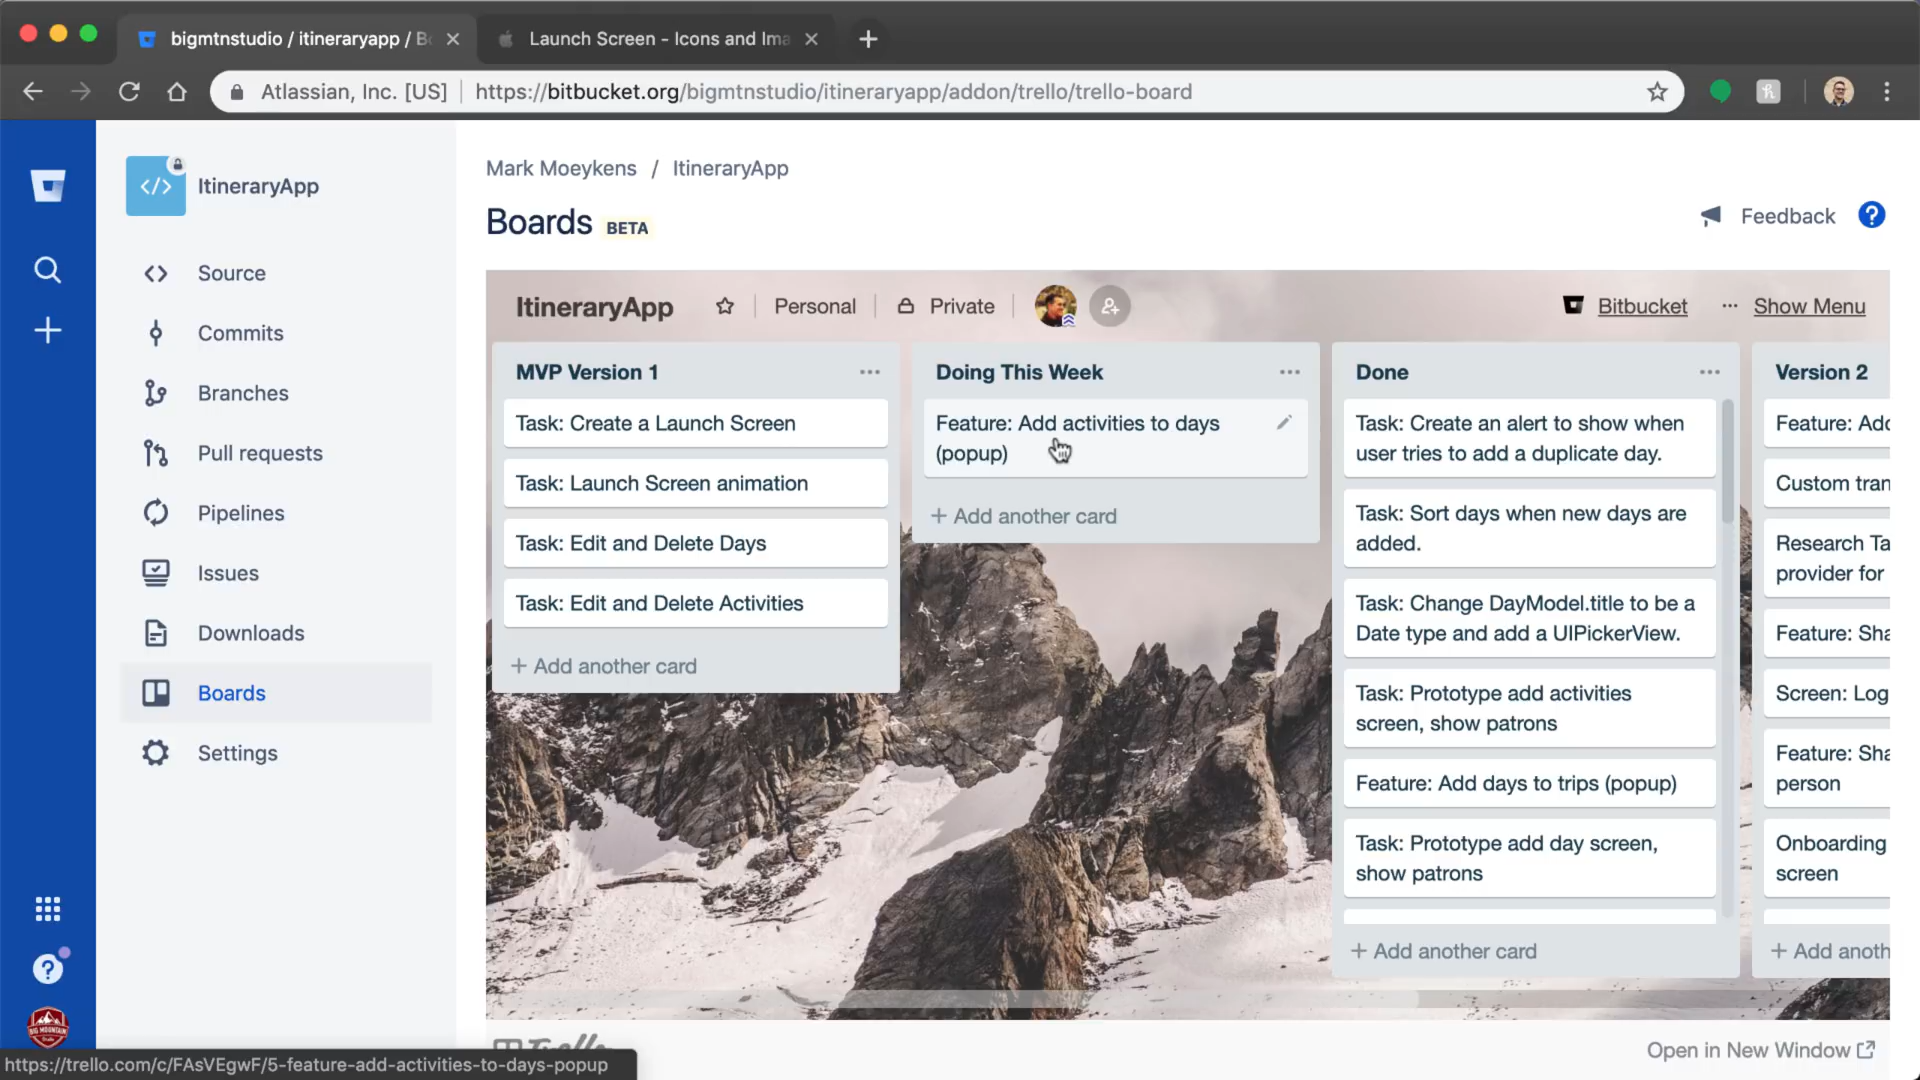 bigmtnstudio / itineraryapp / B
Launch Screen - Icons and Ima
Atlassian, Inc. [US]
https://bitbucket.org/bigmtnstudio/itineraryapp/addon/trello/trello-board
ItineraryApp
Source
Commits
Branches
Pull requests
Pipelines
Issues
Downloads
Boards
Settings
Mark Moeykens / ItineraryApp
Boards BETA
Feedback
ItineraryApp
Personal
Private
Bitbucket
··· Show Menu
MVP Version 1
Task: Create a Launch Screen
Task: Launch Screen animation
Task: Edit and Delete Days
Task: Edit and Delete Activities
+ Add another card
Doing This Week
Feature: Add activities to days
(popup)
+ Add another card
Done
Task: Create an alert to show when
user tries to add a duplicate day.
Task: Sort days when new days are
added.
Task: Change DayModel.title to be a
Date type and add a UIPickerView.
Task: Prototype add activities
screen, show patrons
Feature: Add days to trips (popup)
Task: Prototype add day screen,
show patrons
+ Add another card
Version 2
Feature: Add
Custom tran
Research Ta
provider for
Feature: Sha
Screen: Log
Feature: Sha
person
Onboarding
screen
+ Add anoth
Open in New Window
https://trello.com/c/FAsVEgwF/5-feature-add-activities-to-days-popup